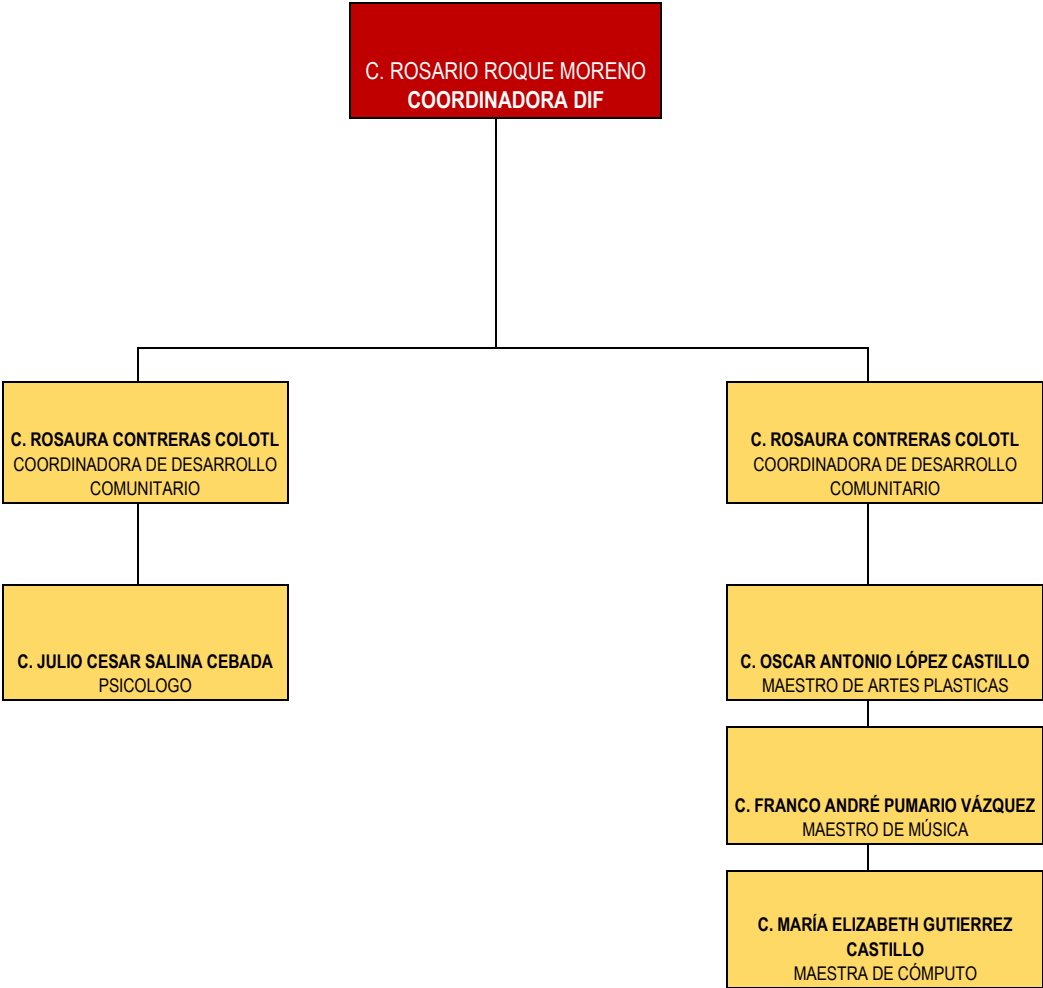 C. ROSARIO ROQUE MORENO
COORDINADORA DIF
C. ROSAURA CONTRERAS COLOTL
COORDINADORA DE DESARROLLO
COMUNITARIO
C. ROSAURA CONTRERAS COLOTL
COORDINADORA DE DESARROLLO
COMUNITARIO
C. JULIO CESAR SALINA CEBADA
PSICOLOGO
C. OSCAR ANTONIO LÓPEZ CASTILLO
MAESTRO DE ARTES PLASTICAS
C. FRANCO ANDRÉ PUMARIO VÁZQUEZ
MAESTRO DE MÚSICA
C. MARÍA ELIZABETH GUTIERREZ
CASTILLO
MAESTRA DE CÓMPUTO